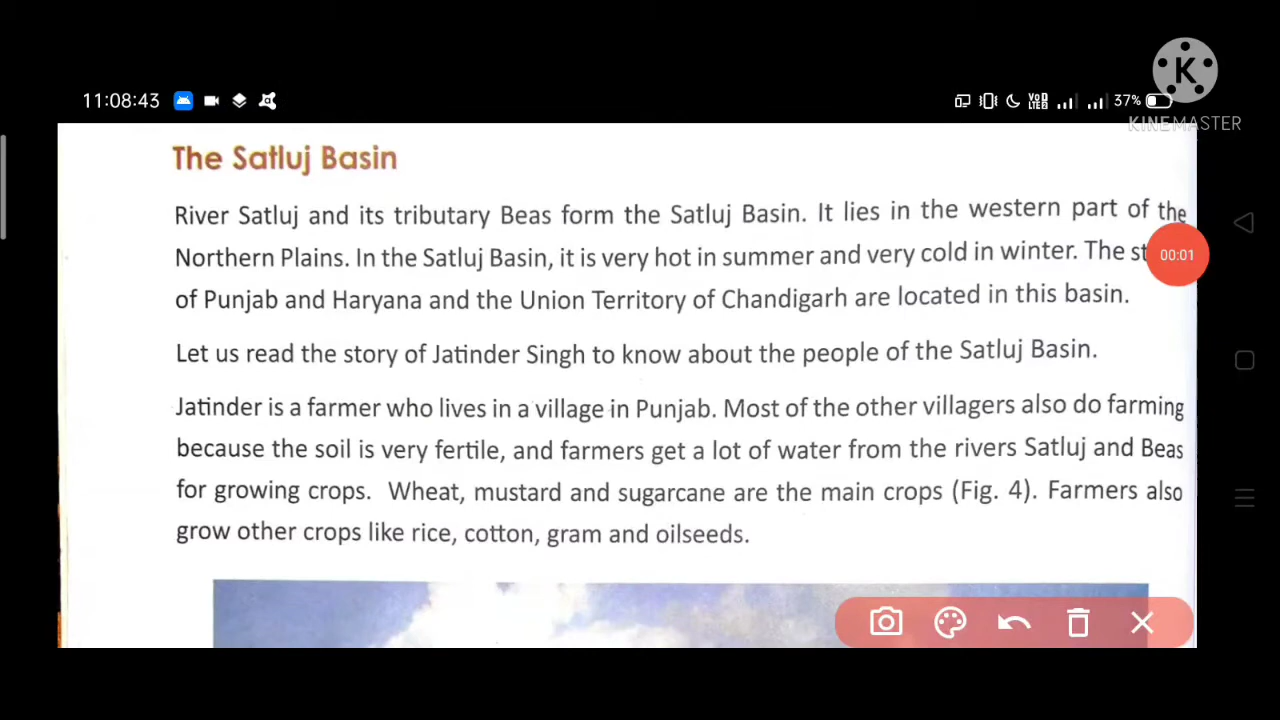 11:08:43
VoD LTE 37%
K
KINEMASTER
The Satluj Basin
River Satluj and its tributary Beas form the Satluj Basin. It lies in the western part of the
Northern Plains. In the Satluj Basin, it is very hot in summer and very cold in winter. The
00:01
of Punjab and Haryana and the Union Territory of Chandigarh are located in this basin.
Let us read the story of Jatinder Singh to know about the people of the Satluj Basin.
Jatinder is a farmer who lives in a village in Punjab. Most of the other villagers also do farming
because the soil is very fertile, and farmers get a lot of water from the rivers Satluj and Beas
for growing crops. Wheat, mustard and sugarcane are the main crops (Fig. 4). Farmers also
grow other crops like rice, cotton, gram and oilseeds.